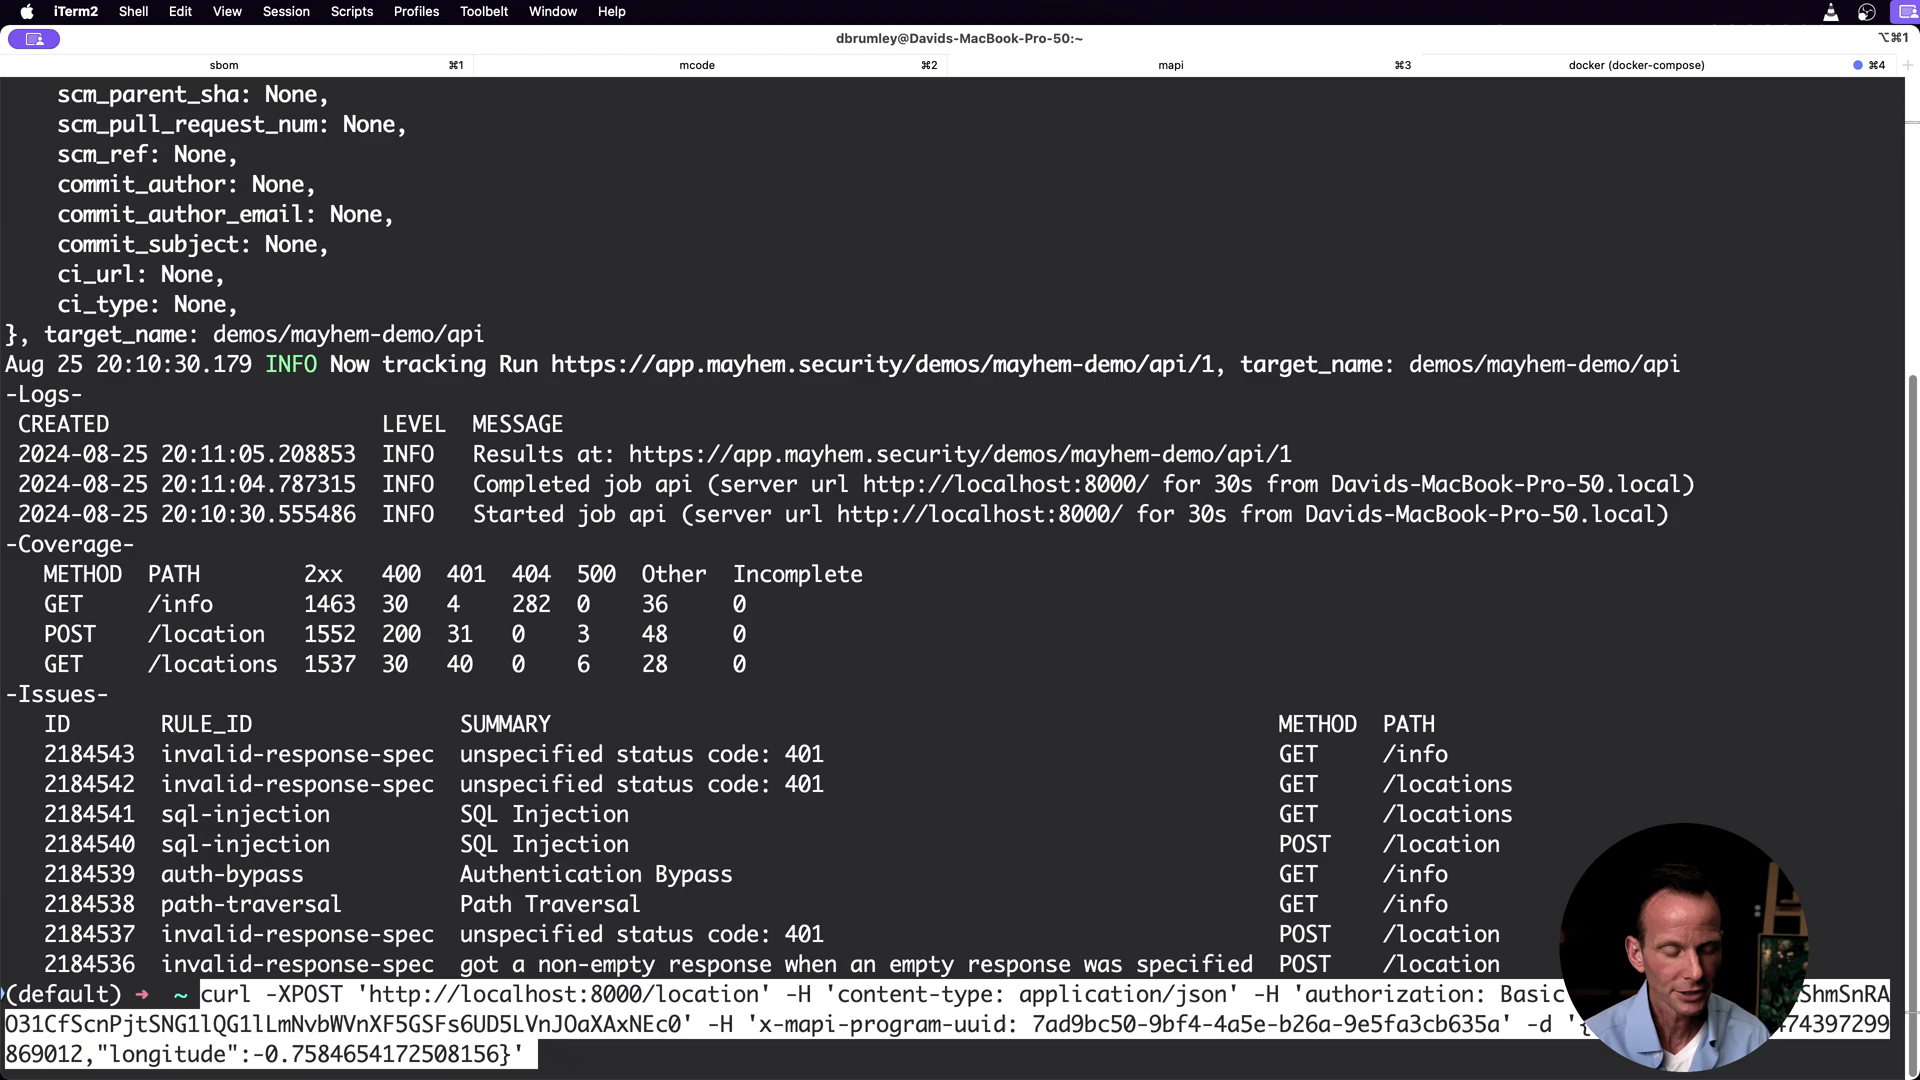 iTerm2 Shell Edit View Session Scripts Profiles Toolbelt Window Help
dbrumley@Davids-MacBook-Pro-50:~ ⌥⌘1
sbom ⌘1 mcode ⌘2 mapi ⌘3 docker (docker-compose) ⌘4
scm_parent_sha: None,
scm_pull_request_num: None,
scm_ref: None,
commit_author: None,
commit_author_email: None,
commit_subject: None,
ci_url: None,
ci_type: None,
}, target_name: demos/mayhem-demo/api
Aug 25 20:10:30.179 INFO Now tracking Run https://app.mayhem.security/demos/mayhem-demo/api/1, target_name: demos/mayhem-demo/api
-Logs-
CREATED LEVEL MESSAGE
2024-08-25 20:11:05.208853 INFO Results at: https://app.mayhem.security/demos/mayhem-demo/api/1
2024-08-25 20:11:04.787315 INFO Completed job api (server url http://localhost:8000/ for 30s from Davids-MacBook-Pro-50.local)
2024-08-25 20:10:30.555486 INFO Started job api (server url http://localhost:8000/ for 30s from Davids-MacBook-Pro-50.local)
-Coverage-
METHOD PATH 2xx 400 401 404 500 Other Incomplete
GET /info 1463 30 4 282 0 36 0
POST /location 1552 200 31 0 3 48 0
GET /locations 1537 30 40 0 6 28 0
-Issues-
ID RULE_ID SUMMARY METHOD PATH
2184543 invalid-response-spec unspecified status code: 401 GET /info
2184542 invalid-response-spec unspecified status code: 401 GET /locations
2184541 sql-injection SQL Injection GET /locations
2184540 sql-injection SQL Injection POST /location
2184539 auth-bypass Authentication Bypass GET /info
2184538 path-traversal Path Traversal GET /info
2184537 invalid-response-spec unspecified status code: 401 POST /location
2184536 invalid-response-spec got a non-empty response when an empty response was specified POST /location
(default) ➜ ~ curl -XPOST 'http://localhost:8000/location' -H 'content-type: application/json' -H 'authorization: Basic ShmSnRA
O31CfScnPjtSNG1lQG1lLmNvbWVnXF5GSFs6UD5LVnJOaXAxNEc0' -H 'x-mapi-program-uuid: 7ad9bc50-9bf4-4a5e-b26a-9e5fa3cb635a' -d '{ 474397299
869012,"longitude":-0.7584654172508156}'